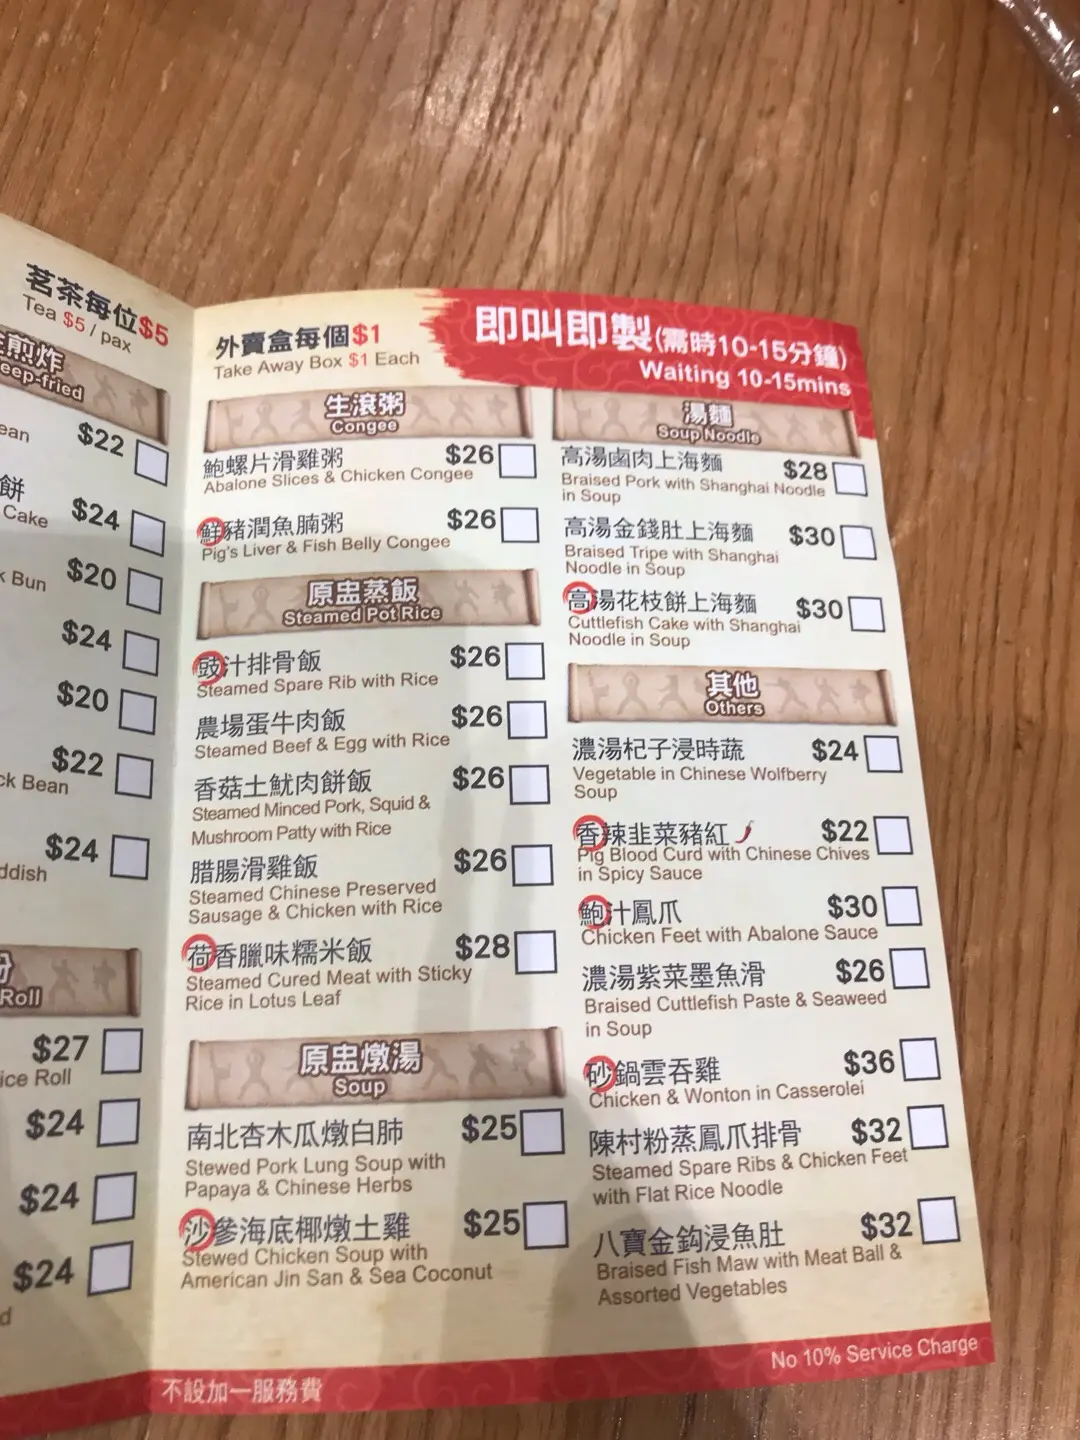 茗茶每位$5
Tea $5 / pax
煎炸
eep-fried
ean
$22
餅
Cake
$24
k Bun
$20
$24
$20
$22
ck Bean
$24
ddish
Roll
$27
ice Roll
$24
$24
$24
d
外賣盒每個$1
Take Away Box $1 Each
即叫即製(需時10-15分鐘)
Waiting 10-15mins
生滾粥
Congee
鮑螺片滑雞粥 $26
Abalone Slices & Chicken Congee
鮮豬潤魚腩粥 $26
Pig's Liver & Fish Belly Congee
原盅蒸飯
Steamed Pot Rice
豉汁排骨飯 $26
Steamed Spare Rib with Rice
農場蛋牛肉飯 $26
Steamed Beef & Egg with Rice
香菇土魷肉餅飯 $26
Steamed Minced Pork, Squid &
Mushroom Patty with Rice
腊腸滑雞飯 $26
Steamed Chinese Preserved
Sausage & Chicken with Rice
荷香臘味糯米飯 $28
Steamed Cured Meat with Sticky
Rice in Lotus Leaf
原盅燉湯
Soup
南北杏木瓜燉白肺 $25
Stewed Pork Lung Soup with
Papaya & Chinese Herbs
沙參海底椰燉土雞 $25
Stewed Chicken Soup with
American Jin San & Sea Coconut
湯麵
Soup Noodle
高湯鹵肉上海麵 $28
Braised Pork with Shanghai Noodle
in Soup
高湯金錢肚上海麵 $30
Braised Tripe with Shanghai
Noodle in Soup
高湯花枝餅上海麵 $30
Cuttlefish Cake with Shanghai
Noodle in Soup
其他
Others
濃湯杞子浸時蔬 $24
Vegetable in Chinese Wolfberry
Soup
香辣韭菜豬紅 $22
Pig Blood Curd with Chinese Chives
in Spicy Sauce
鮑汁鳳爪 $30
Chicken Feet with Abalone Sauce
濃湯紫菜墨魚滑 $26
Braised Cuttlefish Paste & Seaweed
in Soup
砂鍋雲吞雞 $36
Chicken & Wonton in Casserolei
陳村粉蒸鳳爪排骨 $32
Steamed Spare Ribs & Chicken Feet
with Flat Rice Noodle
八寶金鈎浸魚肚 $32
Braised Fish Maw with Meat Ball &
Assorted Vegetables
不設加一服務費
No 10% Service Charge